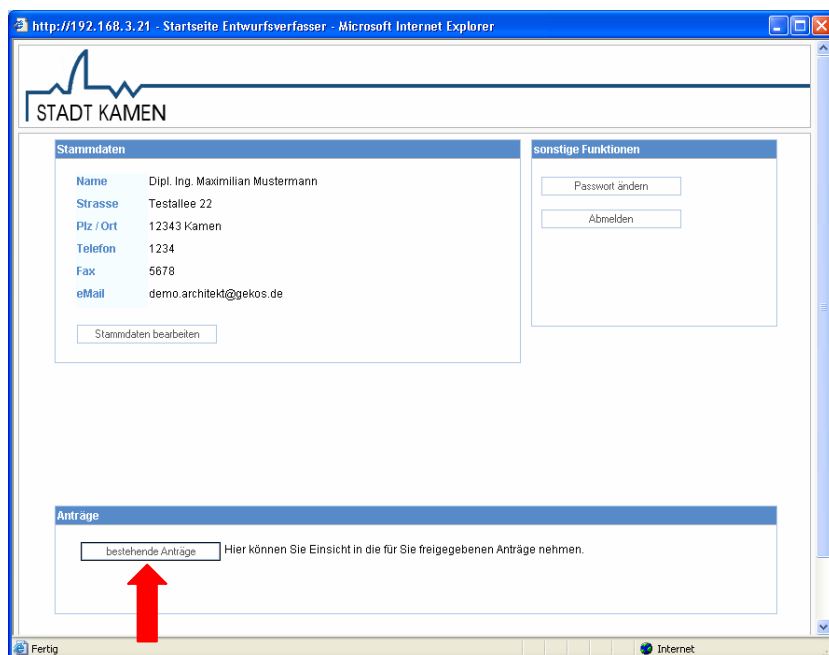 http://192.168.3.21 - Startseite Entwurfsverfasser - Microsoft Internet Explorer
STADT KAMEN
Stammdaten
Name Dipl. Ing. Maximilian Mustermann
Strasse Testallee 22
Plz / Ort 12343 Kamen
Telefon 1234
Fax 5678
eMail demo.architekt@gekos.de
Stammdaten bearbeiten
sonstige Funktionen
Passwort ändern
Abmelden
Anträge
bestehende Anträge Hier können Sie Einsicht in die für Sie freigegebenen Anträge nehmen.
Fertig Internet